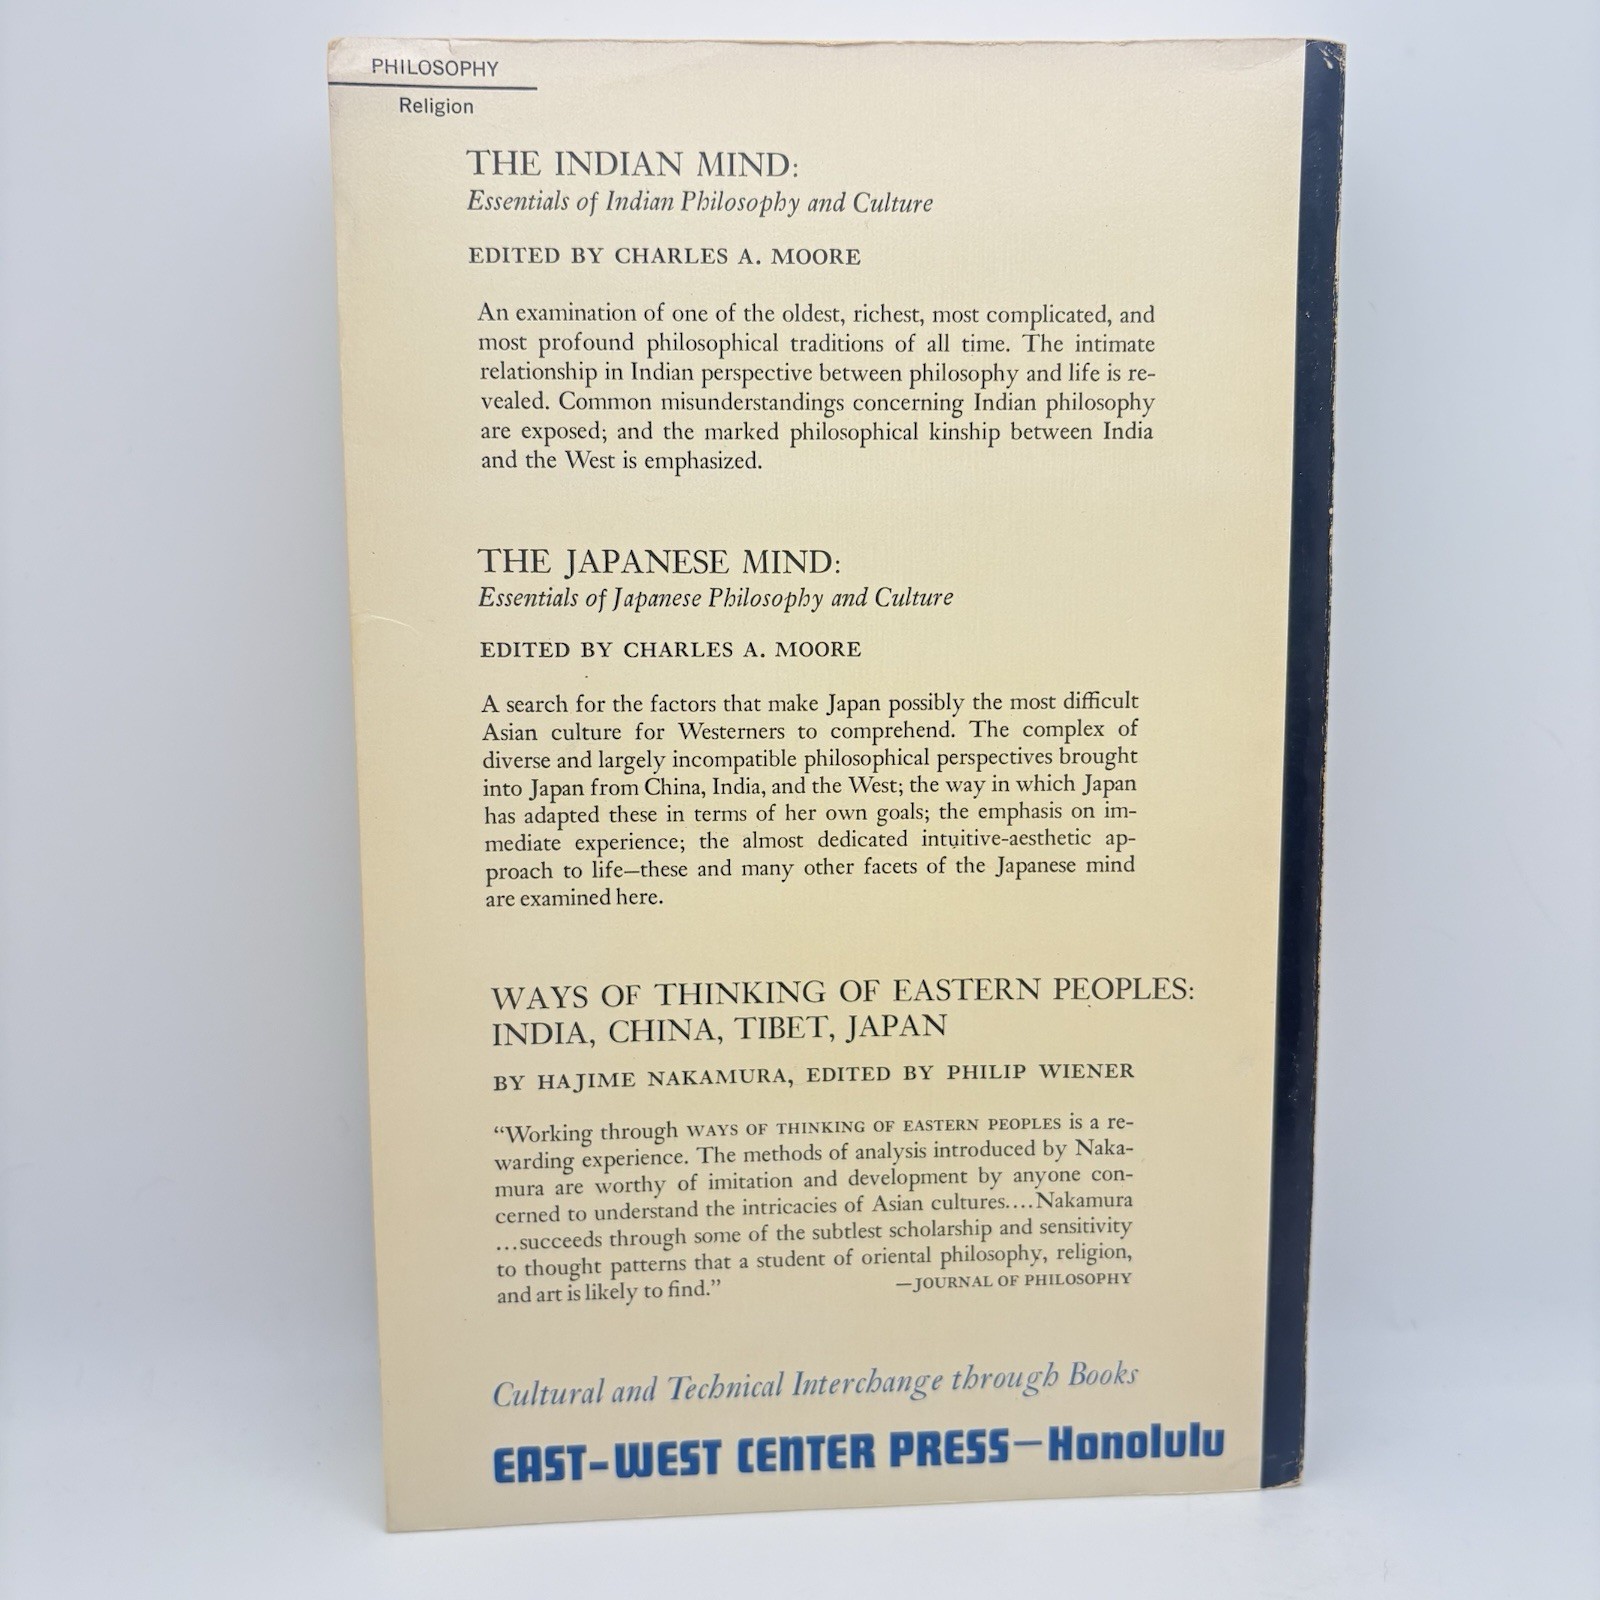 PHILOSOPHY
Religion
THE INDIAN MIND:
Essentials of Indian Philosophy and Culture
EDITED BY CHARLES A. MOORE
An examination of one of the oldest, richest, most complicated, and
most profound philosophical traditions of all time. The intimate
relationship in Indian perspective between philosophy and life is re-
vealed. Common misunderstandings concerning Indian philosophy
are exposed; and the marked philosophical kinship between India
and the West is emphasized.
THE JAPANESE MIND:
Essentials of Japanese Philosophy and Culture
EDITED BY CHARLES A. MOORE
A search for the factors that make Japan possibly the most difficult
Asian culture for Westerners to comprehend. The complex of
diverse and largely incompatible philosophical perspectives brought
into Japan from China, India, and the West; the way in which Japan
has adapted these in terms of her own goals; the emphasis on im-
mediate experience; the almost dedicated intuitive-aesthetic ap-
proach to life—these and many other facets of the Japanese mind
are examined here.
WAYS OF THINKING OF EASTERN PEOPLES:
INDIA, CHINA, TIBET, JAPAN
BY HAJIME NAKAMURA, EDITED BY PHILIP WIENER
“Working through WAYS OF THINKING OF EASTERN PEOPLES is a re-
warding experience. The methods of analysis introduced by Naka-
mura are worthy of imitation and development by anyone con-
cerned to understand the intricacies of Asian cultures....Nakamura
...succeeds through some of the subtlest scholarship and sensitivity
to thought patterns that a student of oriental philosophy, religion,
and art is likely to find.” —JOURNAL OF PHILOSOPHY
Cultural and Technical Interchange through Books
EAST-WEST CENTER PRESS—Honolulu